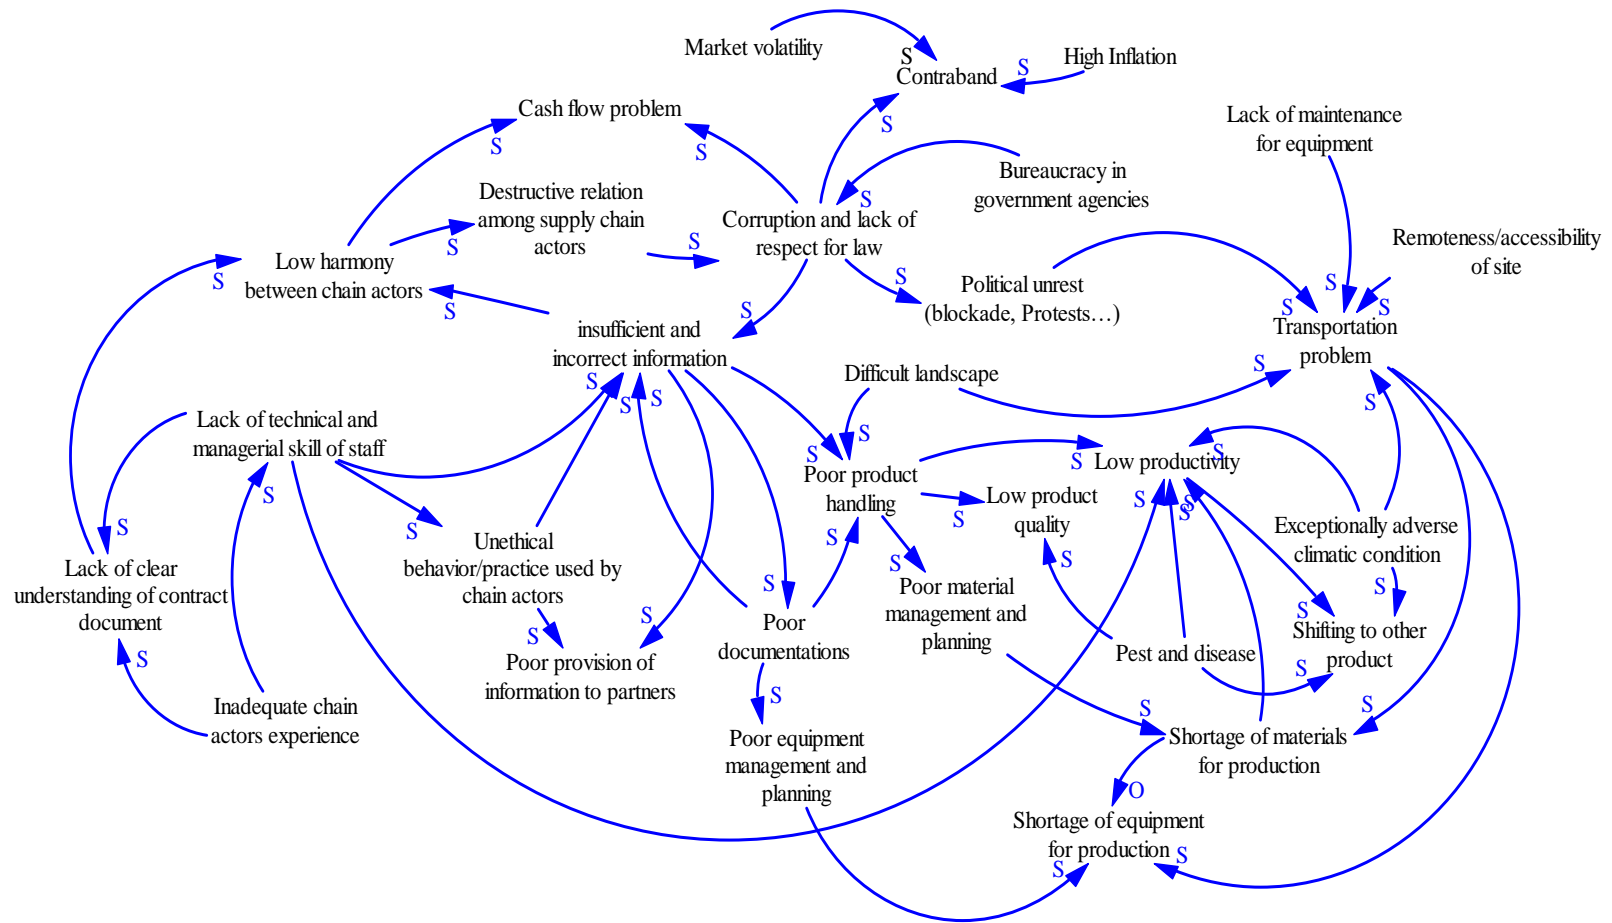 Market volatility
S
Contraband
S
High Inflation
Cash flow problem
S
S
S
Lack of maintenance
for equipment
Bureaucracy in
government agencies
S
Destructive relation
among supply chain
actors
S
S
Corruption and lack of
respect for law
Remoteness/accessibility
of site
Low harmony
between chain actors
S
S
S
S
Political unrest
(blockade, Protests…)
S
S
S
Transportation
problem
insufficient and
incorrect information
S
S
S
S
S
S
Difficult landscape
S
S
Lack of technical and
managerial skill of staff
S
S
S
Poor product
handling
S
Low productivity
S
S
S
S
Low product
quality
S
S
S
Exceptionally adverse
climatic condition
S
Unethical
behavior/practice used by
chain actors
S
Lack of clear
understanding of contract
document
S
S
S
S
Poor
documentations
Poor material
management and
planning
S
Pest and disease
S
S
Shifting to other
product
Poor provision of
information to partners
S
Inadequate chain
actors experience
Poor equipment
management and
planning
S
S
Shortage of materials
for production
O
Shortage of equipment
for production
S
S